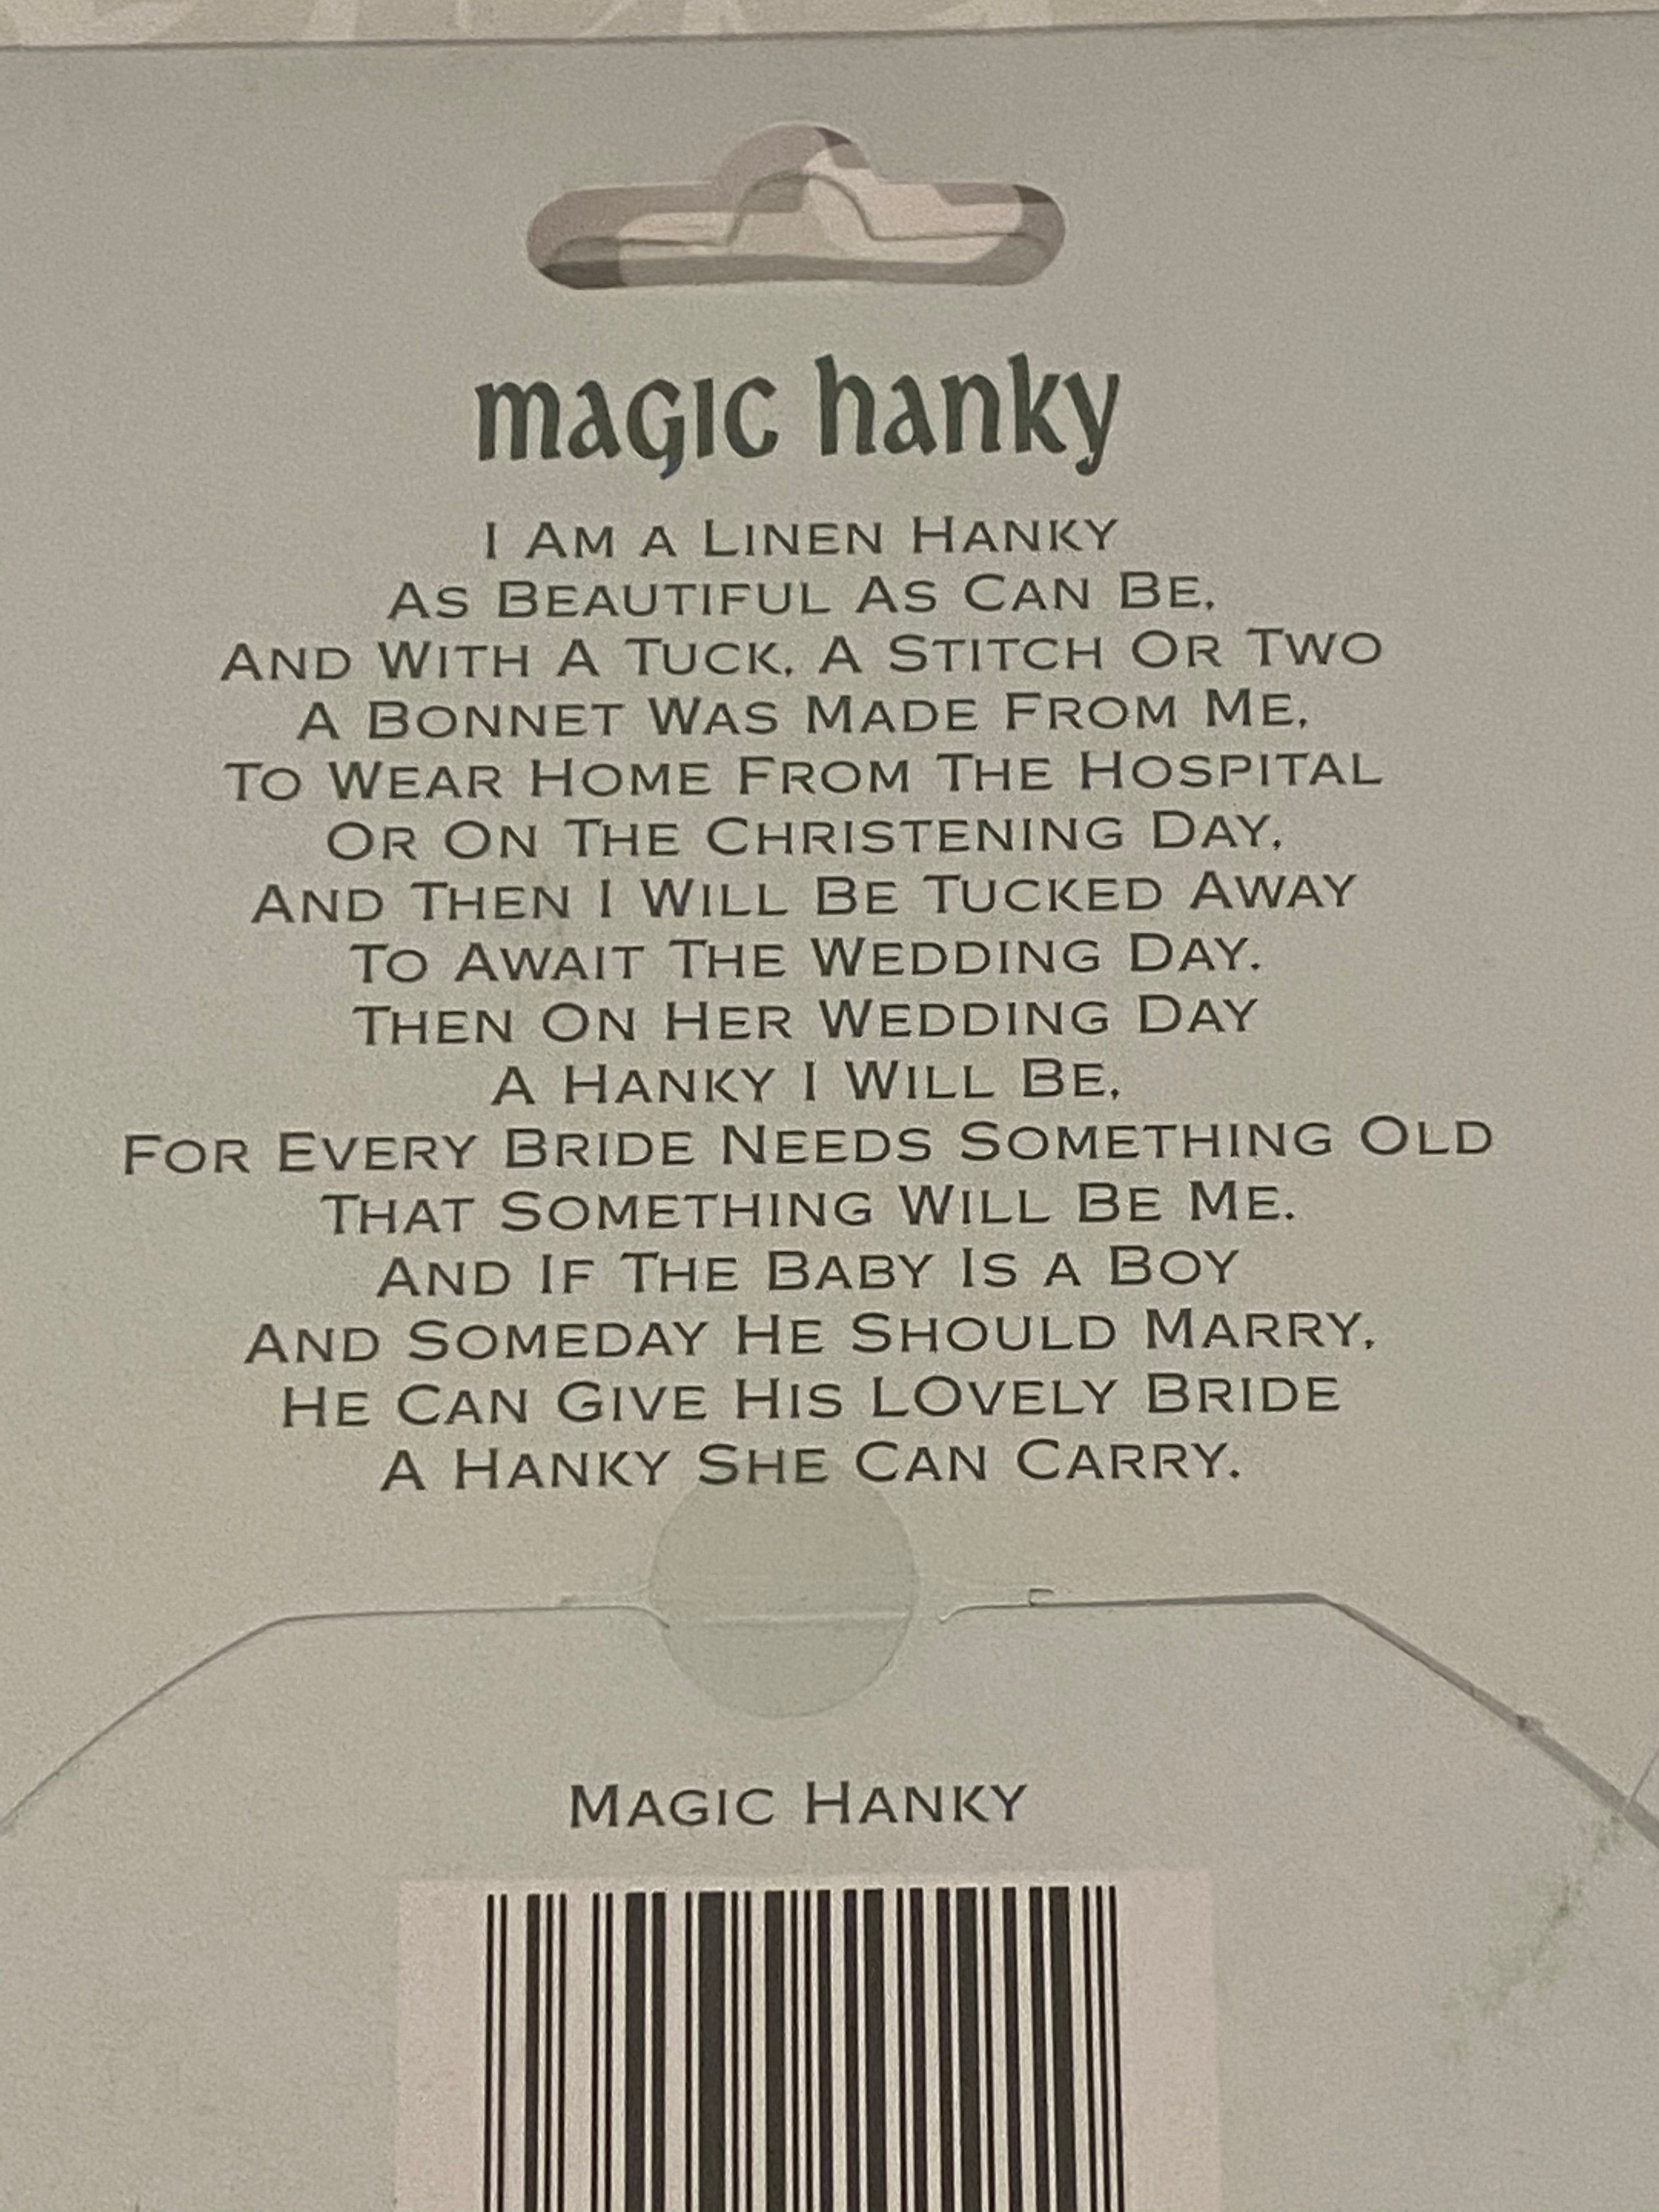 magic hanky
I Am a Linen Hanky
As Beautiful As Can Be,
And With A Tuck, A Stitch Or Two
A Bonnet Was Made From Me,
To Wear Home From The Hospital
Or On The Christening Day,
And Then I Will Be Tucked Away
To Await The Wedding Day.
Then On Her Wedding Day
A Hanky I Will Be,
For Every Bride Needs Something Old
That Something Will Be Me.
And If The Baby Is a Boy
And Someday He Should Marry,
He Can Give His LOvely Bride
A Hanky She Can Carry.
Magic Hanky